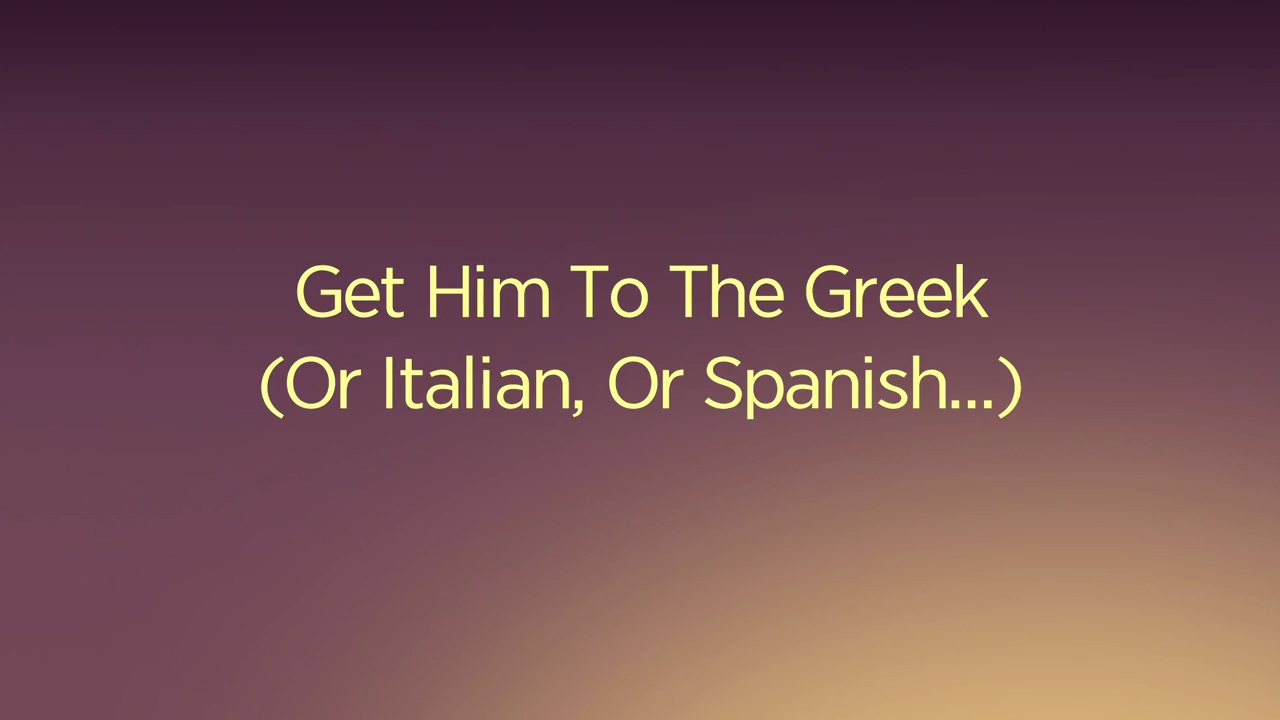 Get Him To The Greek
(Or Italian, Or Spanish...)